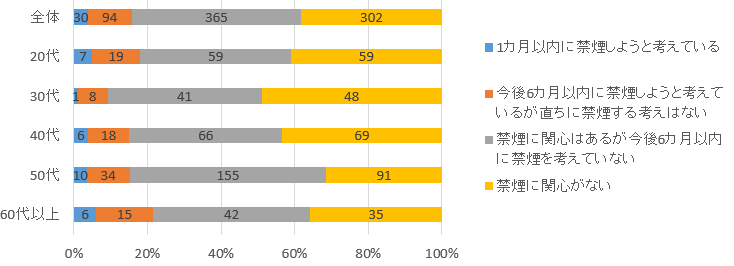 全体 30 94 365 302
20代 7 19 59 59
30代 1 8 41 48
40代 6 18 66 69
50代 10 34 155 91
60代以上 6 15 42 35
0% 20% 40% 60% 80% 100%
1カ月以内に禁煙しようと考えている
今後6カ月以内に禁煙しようと考えて
いるが直ちに禁煙する考えはない
禁煙に関心はあるが今後6カ月以内
に禁煙を考えていない
禁煙に関心がない